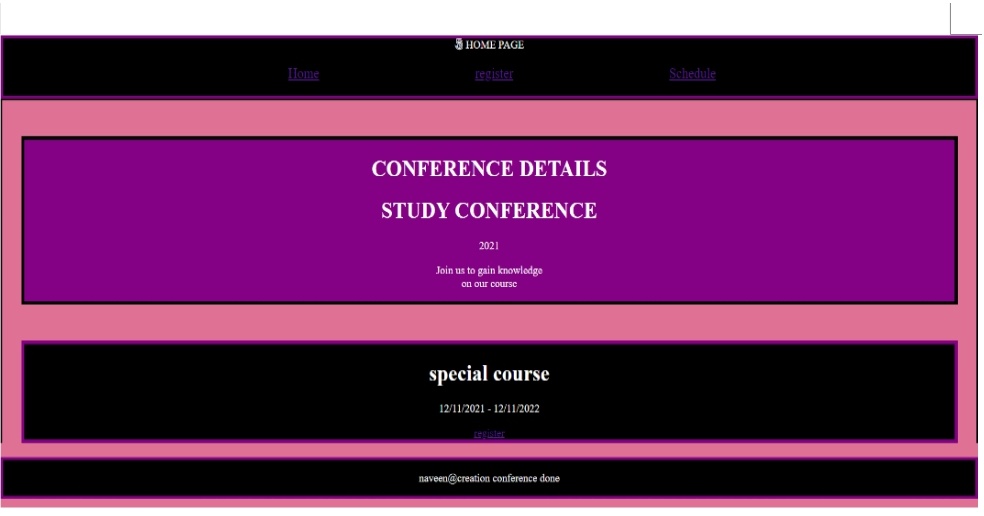 HOME PAGE
Home register Schedule
CONFERENCE DETAILS
STUDY CONFERENCE
2021
Join us to gain knowledge
on our course
special course
12/11/2021 - 12/11/2022
register
naveen@creation conference done